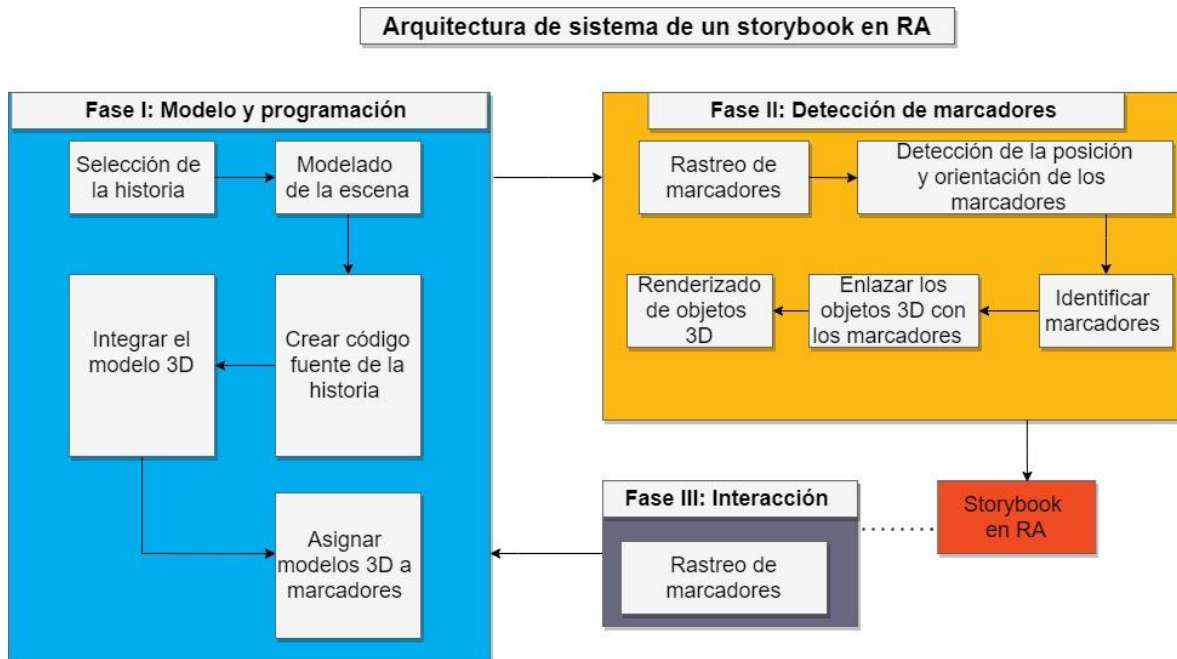 Arquitectura de sistema de un storybook en RA
Fase I: Modelo y programación
Selección de
la historia
Modelado
de la escena
Integrar el
modelo 3D
Crear código
fuente de la
historia
Asignar
modelos 3D a
marcadores
Fase II: Detección de marcadores
Rastreo de
marcadores
Detección de la posición
y orientación de los
marcadores
Renderizado
de objetos
3D
Enlazar los
objetos 3D con
los marcadores
Identificar
marcadores
Fase III: Interacción
Rastreo de
marcadores
Storybook
en RA